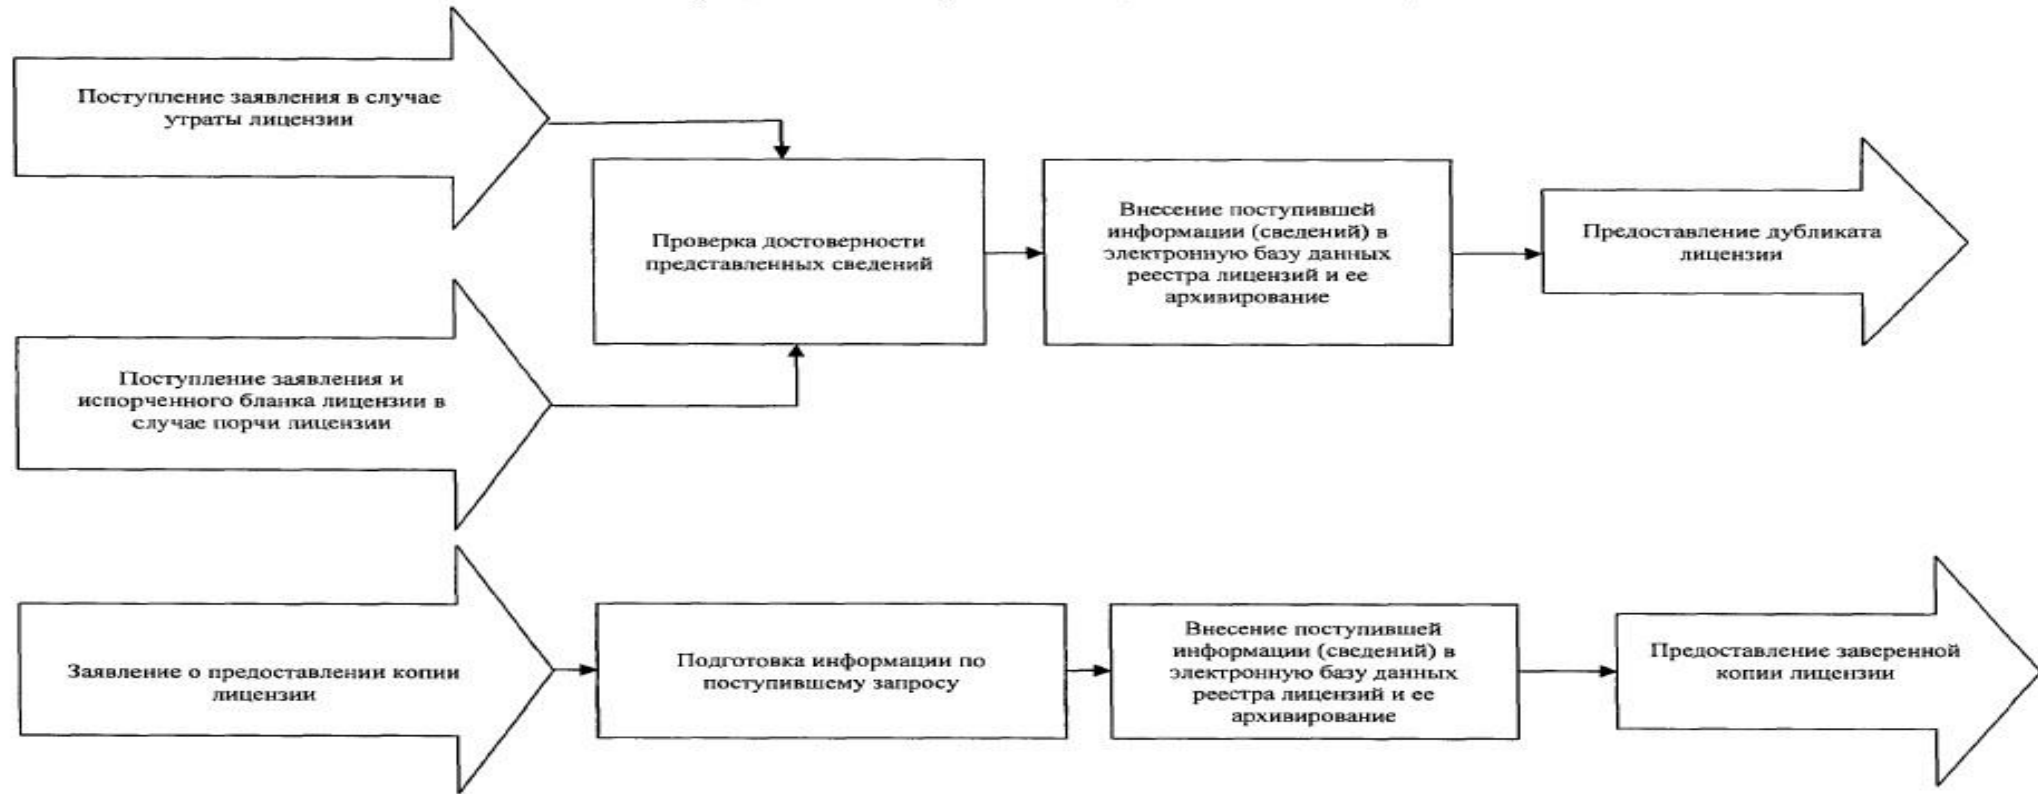 Поступление заявления в случае
утраты лицензии
Проверка достоверности
представленных сведений
Внесение поступившей
информации (сведений) в
электронную базу данных
реестра лицензий и ее
архивирование
Предоставление дубликата
лицензии
Поступление заявления и
испорченного бланка лицензии в
случае порчи лицензии
Заявление о предоставлении копии
лицензии
Подготовка информации по
поступившему запросу
Внесение поступившей
информации (сведений) в
электронную базу данных
реестра лицензий и ее
архивирование
Предоставление заверенной
копии лицензии